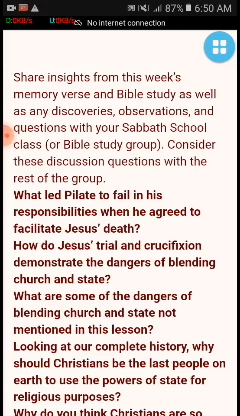 0:0KB/s U:0KB/s No internet connection 87% 6:50 AM
Share insights from this week's
memory verse and Bible study as well
as any discoveries, observations, and
questions with your Sabbath School
class (or Bible study group). Consider
these discussion questions with the
rest of the group.
What led Pilate to fail in his
responsibilities when he agreed to
facilitate Jesus' death?
How do Jesus' trial and crucifixion
demonstrate the dangers of blending
church and state?
What are some of the dangers of
blending church and state not
mentioned in this lesson?
Looking at our complete history, why
should Christians be the last people on
earth to use the powers of state for
religious purposes?
Why do you think Christians are so